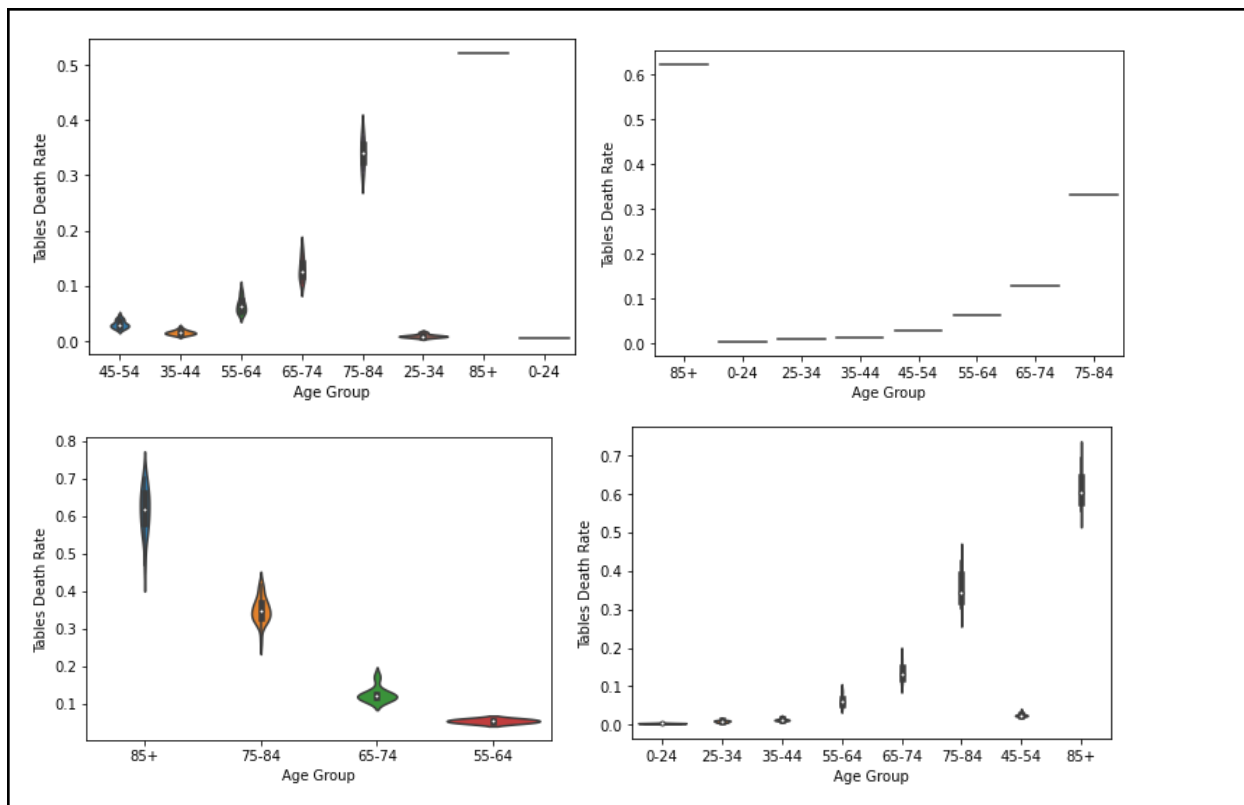 0.5
0.4
0.3
0.2
0.1
0.0
Tables Death Rate
45-54 35-44 55-64 65-74 75-84 25-34 85+ 0-24
Age Group
0.6
0.5
0.4
0.3
0.2
0.1
0.0
Tables Death Rate
85+ 0-24 25-34 35-44 45-54 55-64 65-74 75-84
Age Group
0.8
0.7
0.6
0.5
0.4
0.3
0.2
0.1
Tables Death Rate
85+ 75-84 65-74 55-64
Age Group
0.7
0.6
0.5
0.4
0.3
0.2
0.1
0.0
Tables Death Rate
0-24 25-34 35-44 55-64 65-74 75-84 45-54 85+
Age Group